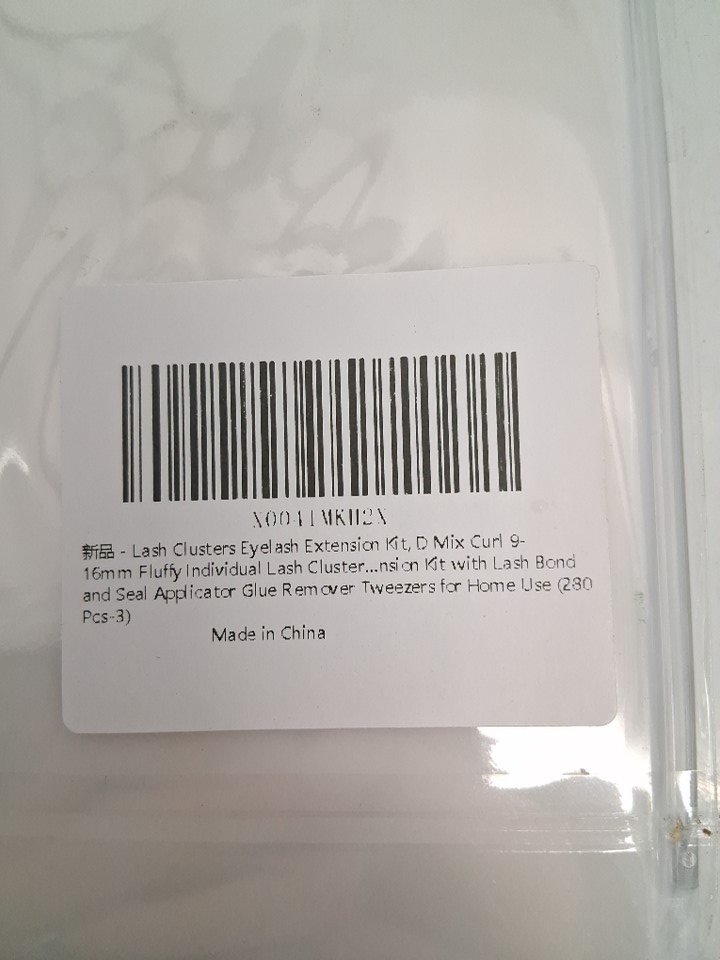 X0041MKH2X
新品 - Lash Clusters Eyelash Extension Kit, D Mix Curl 9-
16mm Fluffy Individual Lash Cluster...nsion Kit with Lash Bond
and Seal Applicator Glue Remover Tweezers for Home Use (280
Pcs-3)
Made in China